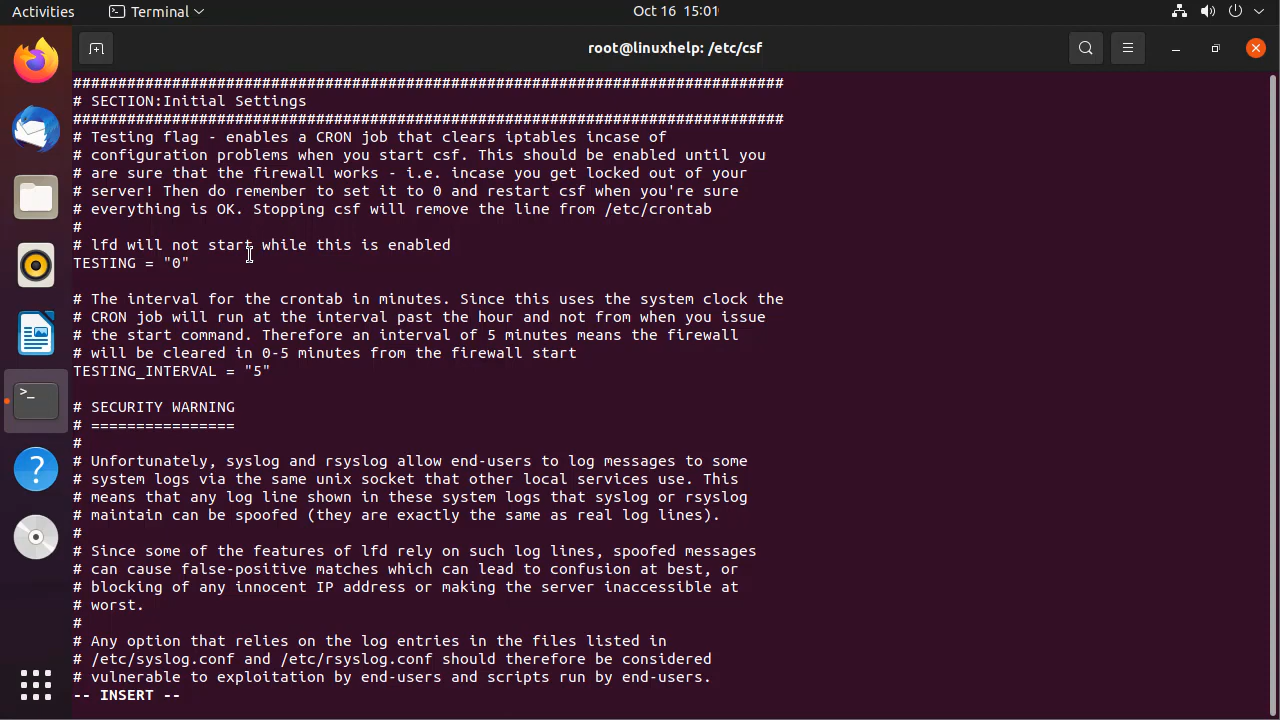 Activities
Terminal
Oct 16 15:01
root@linuxhelp: /etc/csf
###############################################################################
# SECTION:Initial Settings
###############################################################################
# Testing flag - enables a CRON job that clears iptables incase of
# configuration problems when you start csf. This should be enabled until you
# are sure that the firewall works - i.e. incase you get locked out of your
# server! Then do remember to set it to 0 and restart csf when you're sure
# everything is OK. Stopping csf will remove the line from /etc/crontab
#
# lfd will not start while this is enabled
TESTING = "0"
# The interval for the crontab in minutes. Since this uses the system clock the
# CRON job will run at the interval past the hour and not from when you issue
# the start command. Therefore an interval of 5 minutes means the firewall
# will be cleared in 0-5 minutes from the firewall start
TESTING_INTERVAL = "5"
# SECURITY WARNING
# ================
#
# Unfortunately, syslog and rsyslog allow end-users to log messages to some
# system logs via the same unix socket that other local services use. This
# means that any log line shown in these system logs that syslog or rsyslog
# maintain can be spoofed (they are exactly the same as real log lines).
#
# Since some of the features of lfd rely on such log lines, spoofed messages
# can cause false-positive matches which can lead to confusion at best, or
# blocking of any innocent IP address or making the server inaccessible at
# worst.
#
# Any option that relies on the log entries in the files listed in
# /etc/syslog.conf and /etc/rsyslog.conf should therefore be considered
# vulnerable to exploitation by end-users and scripts run by end-users.
-- INSERT --